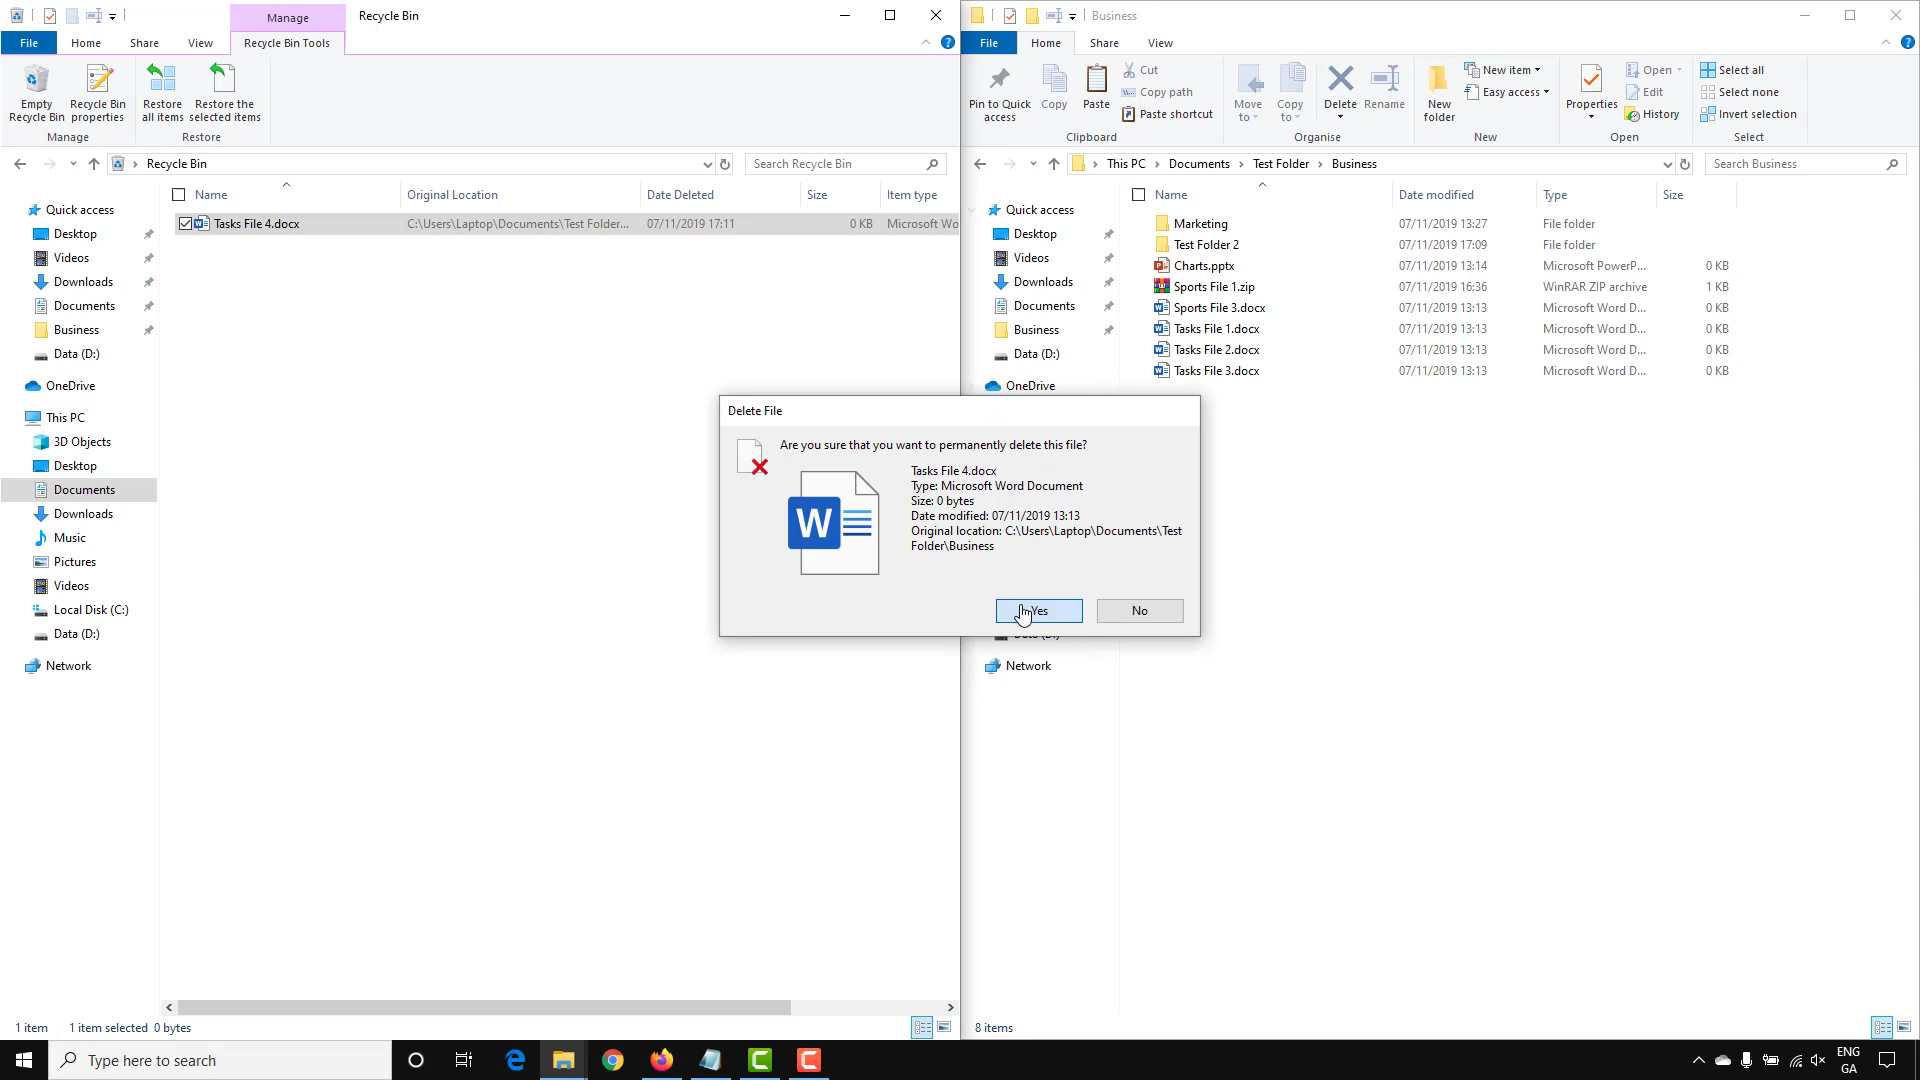 Manage
Recycle Bin
File
Home
Share
View
Recycle Bin Tools
Empty
Recycle Bin
Recycle Bin
properties
Manage
Restore
all items
Restore the
selected items
Restore
Recycle Bin
Search Recycle Bin
Name
Original Location
Date Deleted
Size
Item type
Tasks File 4.docx
C:\Users\Laptop\Documents\Test Folder...
07/11/2019 17:11
0 KB
Microsoft Wo
Quick access
Desktop
Videos
Downloads
Documents
Business
Data (D:)
OneDrive
This PC
3D Objects
Desktop
Documents
Downloads
Music
Pictures
Videos
Local Disk (C:)
Data (D:)
Network
1 item
1 item selected 0 bytes
Business
File
Home
Share
View
Pin to Quick
access
Copy
Paste
Cut
Copy path
Paste shortcut
Clipboard
Move
to
Copy
to
Delete
Rename
Organise
New
folder
New item
Easy access
New
Properties
Open
Edit
History
Open
Select all
Select none
Invert selection
Select
This PC
Documents
Test Folder
Business
Search Business
Name
Date modified
Type
Size
Marketing 07/11/2019 13:27 File folder
Test Folder 2 07/11/2019 17:09 File folder
Charts.pptx 07/11/2019 13:14 Microsoft PowerP... 0 KB
Sports File 1.zip 07/11/2019 16:36 WinRAR ZIP archive 1 KB
Sports File 3.docx 07/11/2019 13:13 Microsoft Word D... 0 KB
Tasks File 1.docx 07/11/2019 13:13 Microsoft Word D... 0 KB
Tasks File 2.docx 07/11/2019 13:13 Microsoft Word D... 0 KB
Tasks File 3.docx 07/11/2019 13:13 Microsoft Word D... 0 KB
Quick access
Desktop
Videos
Downloads
Documents
Business
Data (D:)
OneDrive
Network
8 items
Delete File
Are you sure that you want to permanently delete this file?
W
Tasks File 4.docx
Type: Microsoft Word Document
Size: 0 bytes
Date modified: 07/11/2019 13:13
Original location: C:\Users\Laptop\Documents\Test
Folder\Business
Yes
No
Type here to search
ENG
GA